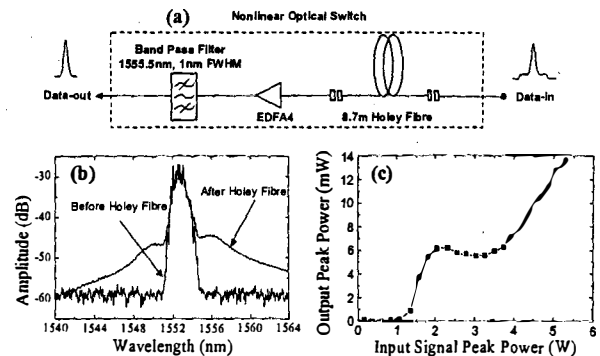 (a)
Nonlinear Optical Switch
Band Pass Filter
1555.5nm, 1nm FWHM
Data-out
EDFA4
8.7m Holey Fibre
Data-in
(b)
Before Holey Fibre
After Holey Fibre
Amplitude (dB)
-30
-40
-50
-60
1540
1544
1548
1552
1556
1560
1564
Wavelength (nm)
(c)
Output Peak Power (mW)
14
12
10
8
6
4
2
0
0
1
2
3
4
5
6
Input Signal Peak Power (W)